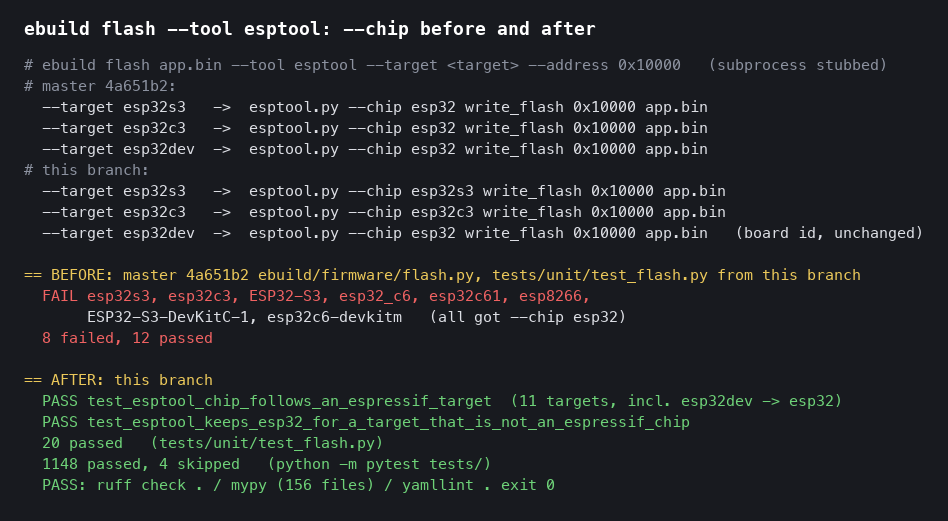 ebuild flash --tool esptool: --chip before and after
# ebuild flash app.bin --tool esptool --target <target> --address 0x10000   (subprocess stubbed)
# master 4a651b2:
  --target esp32s3   ->  esptool.py --chip esp32 write_flash 0x10000 app.bin
  --target esp32c3   ->  esptool.py --chip esp32 write_flash 0x10000 app.bin
  --target esp32dev  ->  esptool.py --chip esp32 write_flash 0x10000 app.bin
# this branch:
  --target esp32s3   ->  esptool.py --chip esp32s3 write_flash 0x10000 app.bin
  --target esp32c3   ->  esptool.py --chip esp32c3 write_flash 0x10000 app.bin
  --target esp32dev  ->  esptool.py --chip esp32 write_flash 0x10000 app.bin   (board id, unchanged)
== BEFORE: master 4a651b2 ebuild/firmware/flash.py, tests/unit/test_flash.py from this branch
  FAIL esp32s3, esp32c3, ESP32-S3, esp32_c6, esp32c61, esp8266,
       ESP32-S3-DevKitC-1, esp32c6-devkitm   (all got --chip esp32)
  8 failed, 12 passed
== AFTER: this branch
  PASS test_esptool_chip_follows_an_espressif_target  (11 targets, incl. esp32dev -> esp32)
  PASS test_esptool_keeps_esp32_for_a_target_that_is_not_an_espressif_chip
  20 passed   (tests/unit/test_flash.py)
  1148 passed, 4 skipped   (python -m pytest tests/)
  PASS: ruff check . / mypy (156 files) / yamllint . exit 0